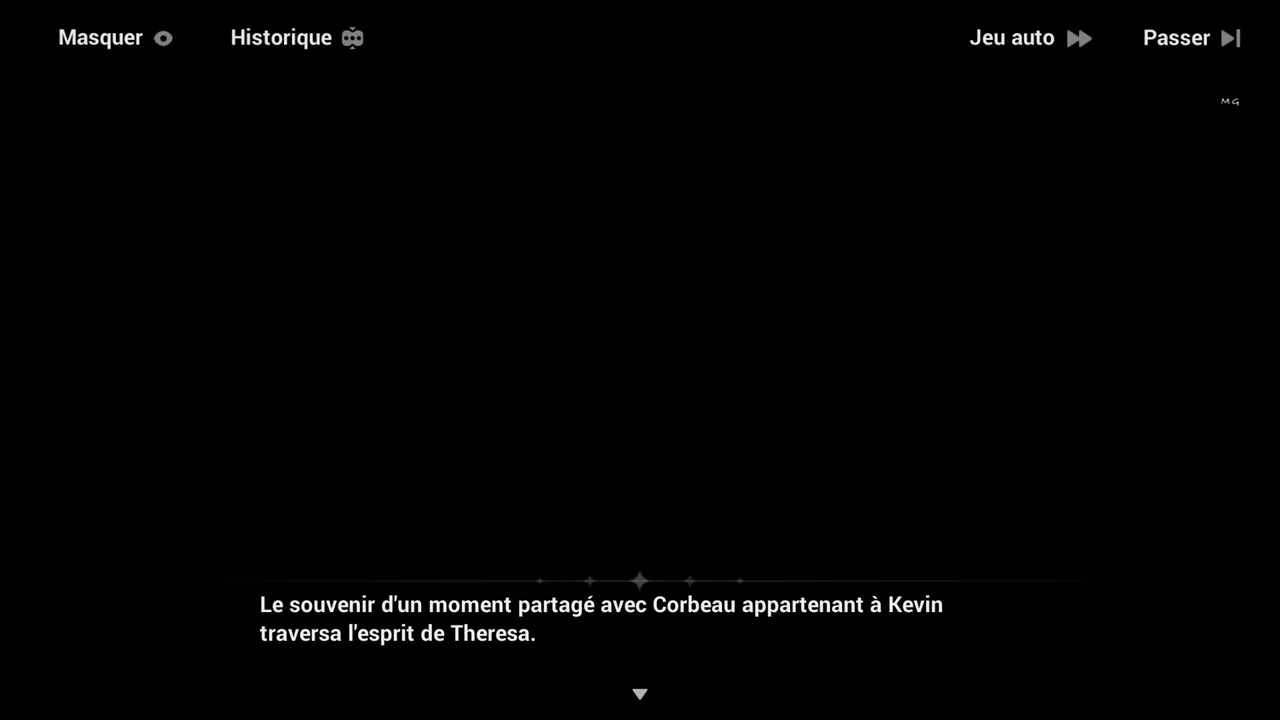 Masquer
Historique
Jeu auto
Passer
MG
Le souvenir d'un moment partagé avec Corbeau appartenant à Kevin
traversa l'esprit de Theresa.